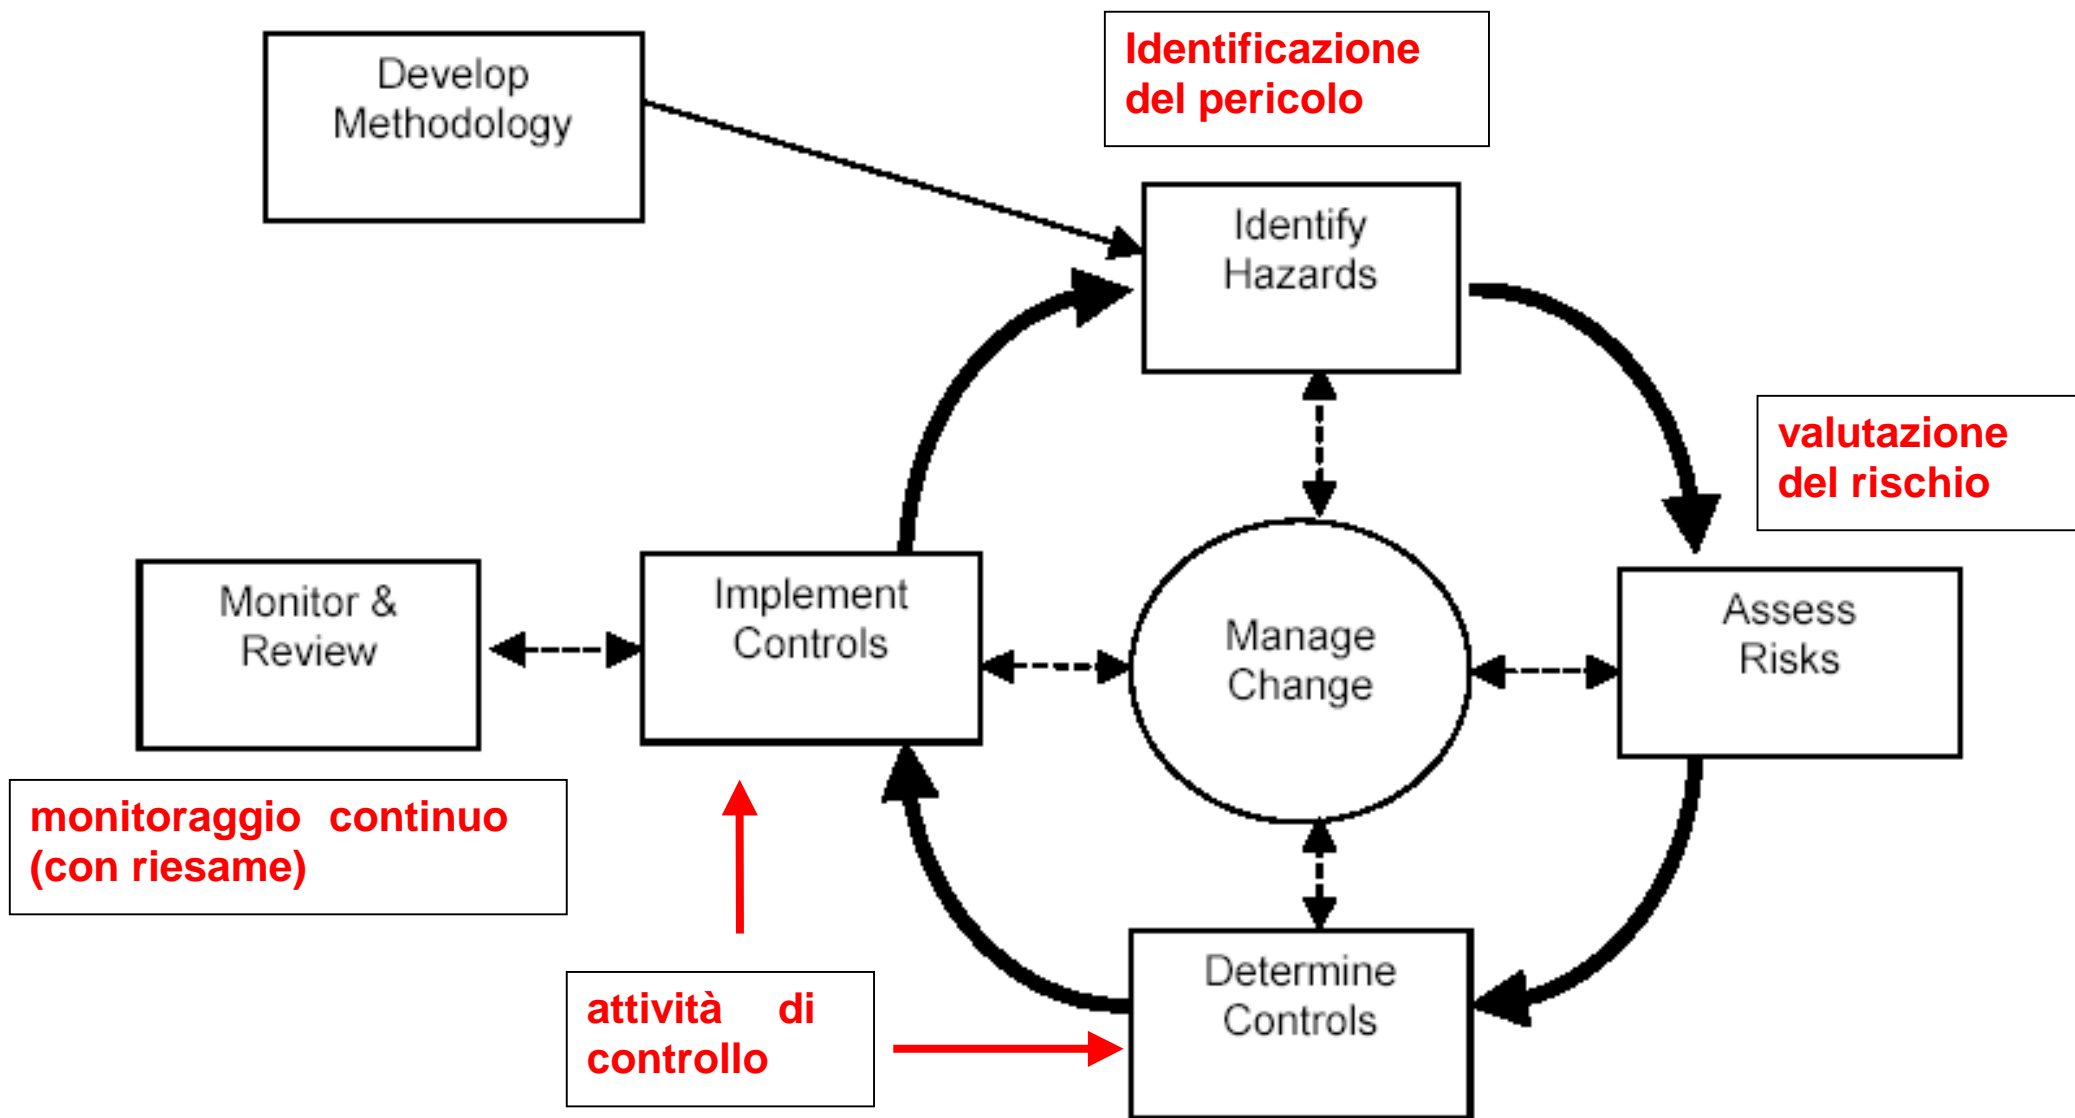 Develop
Methodology
Identificazione
del pericolo
Identify
Hazards
valutazione
del rischio
Monitor &
Review
Implement
Controls
Manage
Change
Assess
Risks
monitoraggio continuo
(con riesame)
attività di
controllo
Determine
Controls